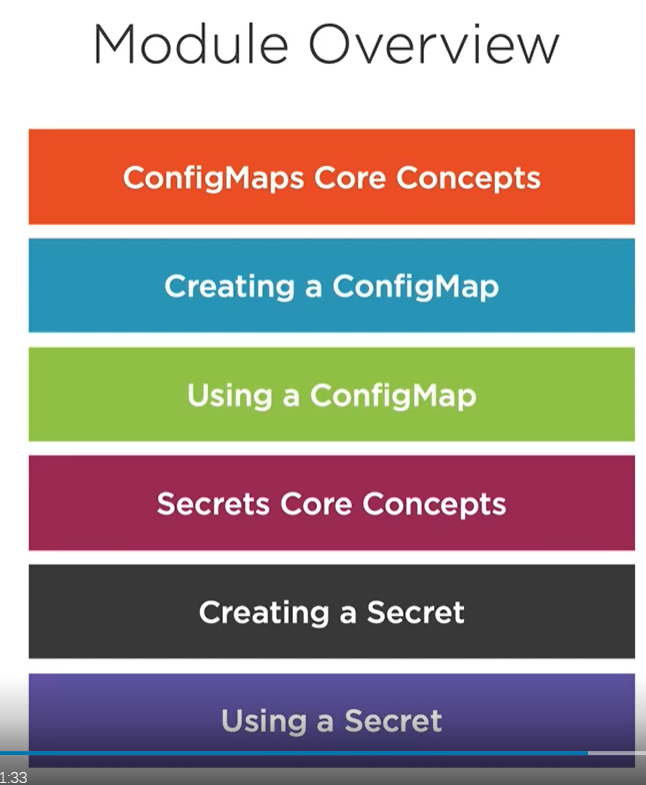 Module Overview
ConfigMaps Core Concepts
Creating a ConfigMap
Using a ConfigMap
Secrets Core Concepts
Creating a Secret
Using a Secret
1:33